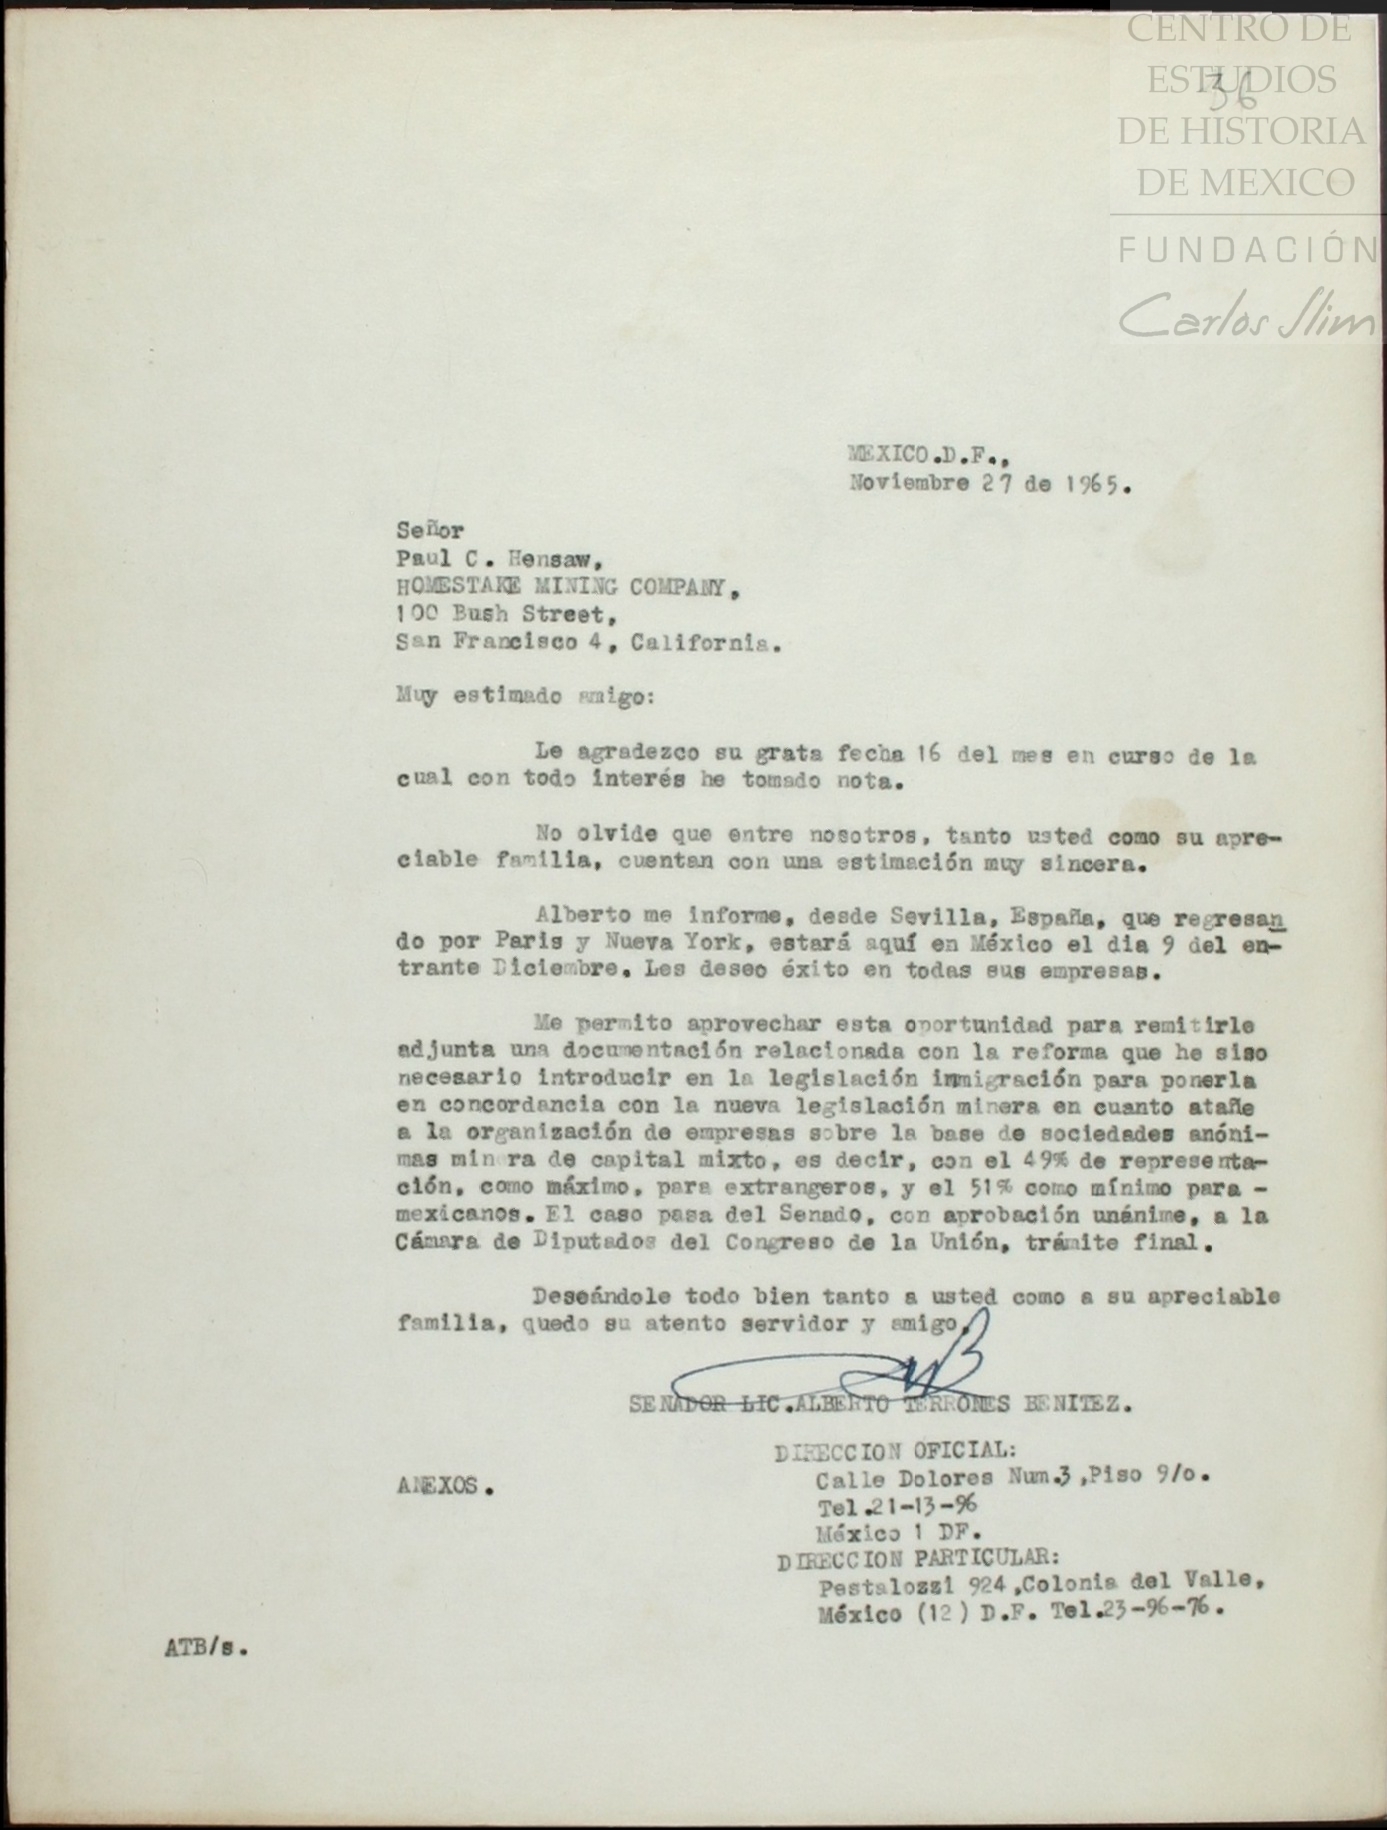 CENTRO DE
ESTUDIOS
36
DE HISTORIA
DE MEXICO
FUNDACIÓN
Carlos Slim
MEXICO.D.F.,
Noviembre 27 de 1965.
Señor
Paul C. Hensaw,
HOMESTAKE MINING COMPANY,
100 Bush Street,
San Francisco 4, California.
Muy estimado amigo:
Le agradezco su grata fecha 16 del mes en curso de la
cual con todo interés he tomado nota.
No olvide que entre nosotros, tanto usted como su apre-
ciable familia, cuentan con una estimación muy sincera.
Alberto me informe, desde Sevilla, España, que regresan
do por Paris y Nueva York, estará aquí en México el dia 9 del en-
trante Diciembre. Les deseo éxito en todas sus empresas.
Me permito aprovechar esta oportunidad para remitirle
adjunta una documentación relacionada con la reforma que he siso
necesario introducir en la legislación inmigración para ponerla
en concordancia con la nueva legislación minera en cuanto atañe
a la organización de empresas sobre la base de sociedades anóni-
mas min ra de capital mixto, es decir, con el 49% de representa-
ción, como máximo, para extrangeros, y el 51% como mínimo para -
mexicanos. El caso pasa del Senado, con aprobación unánime, a la
Cámara de Diputados del Congreso de la Unión, trámite final.
Deseándole todo bien tanto a usted como a su apreciable
familia, quedo su atento servidor y amigo,
SENADOR LIC.ALBERTO TERRONES BENITEZ.
DIRECCION OFICIAL:
ANEXOS.
Calle Dolores Num.3,Piso 9/o.
Tel.21-13-96
México 1 DF.
DIRECCION PARTICULAR:
Pestalozzi 924,Colonia del Valle,
México (12) D.F. Tel.23-96-76.
ATB/s.